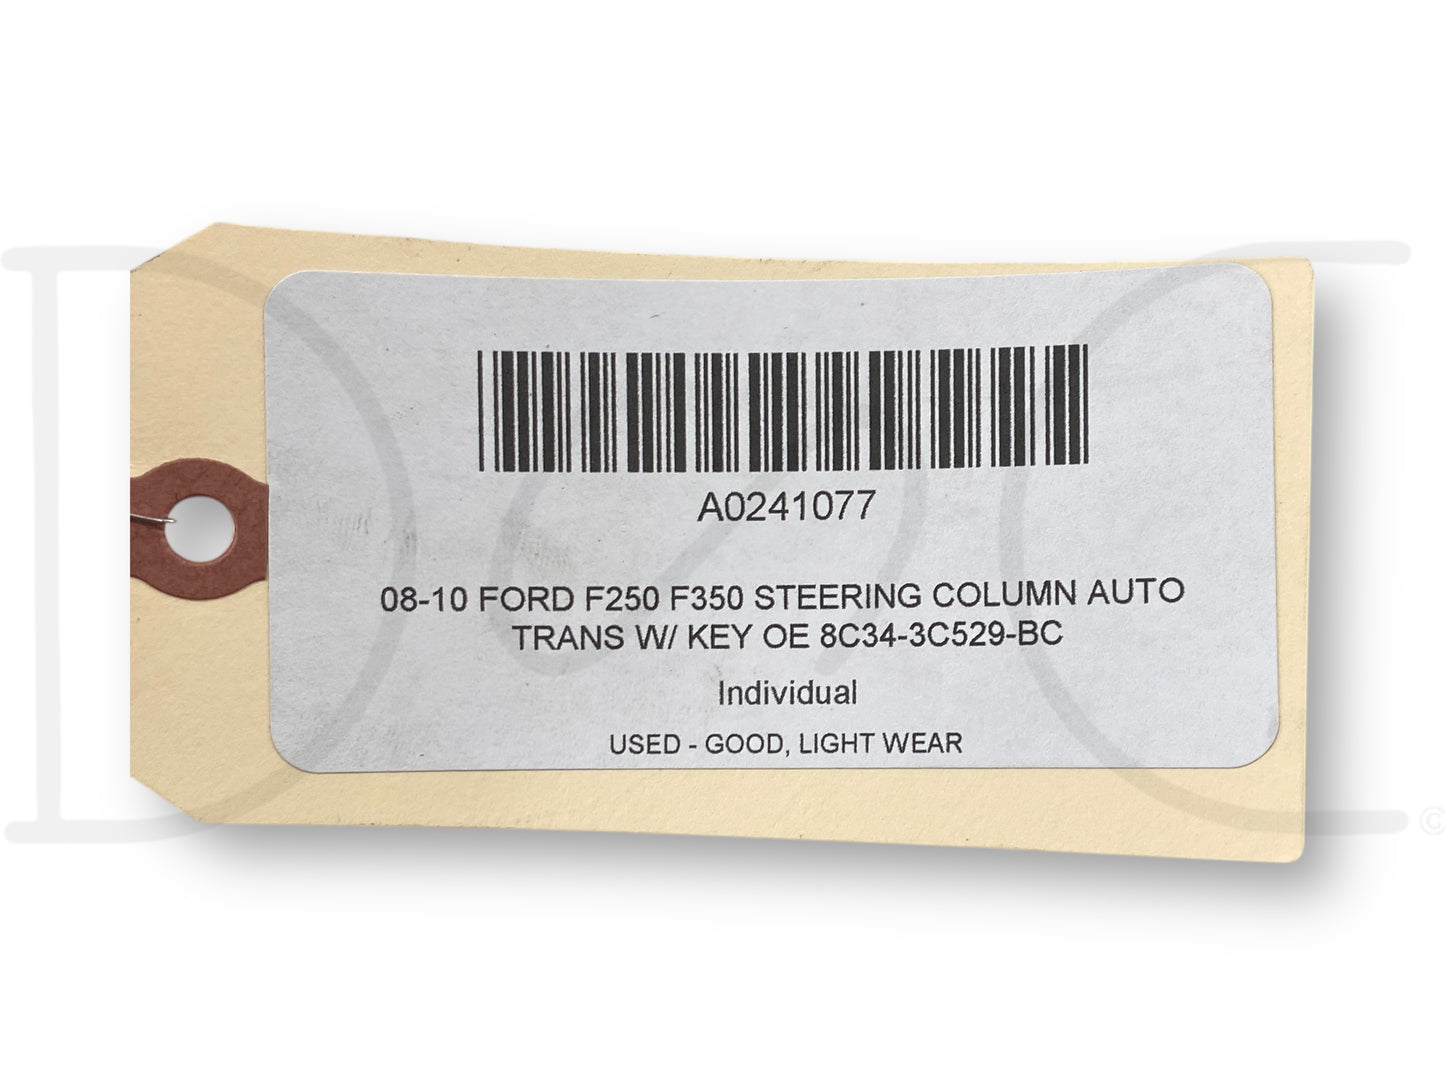 A0241077
08-10 FORD F250 F350 STEERING COLUMN AUTO
TRANS W/ KEY OE 8C34-3C529-BC
Individual
USED - GOOD, LIGHT WEAR
©